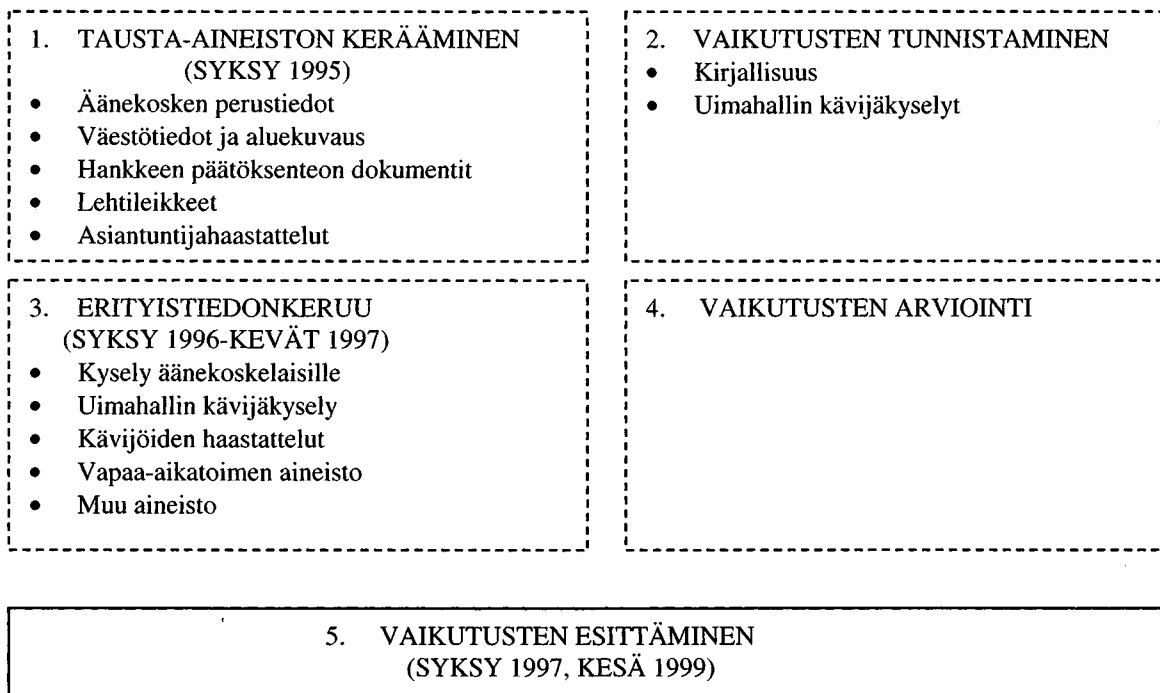 1. TAUSTA-AINEISTON KERÄÄMINEN
(SYKSY 1995)
• Äänekosken perustiedot
• Väestötiedot ja aluekuvaus
• Hankkeen päätöksenteon dokumentit
• Lehtileikkeet
• Asiantuntijahaastattelut
2. VAIKUTUSTEN TUNNISTAMINEN
• Kirjallisuus
• Uimahallin kävijäkyselyt
3. ERITYISTIEDONKERUU
(SYKSY 1996-KEVÄT 1997)
• Kysely äänekoskelaisille
• Uimahallin kävijäkysely
• Kävijöiden haastattelut
• Vapaa-aikatoimen aineisto
• Muu aineisto
4. VAIKUTUSTEN ARVIOINTI
5. VAIKUTUSTEN ESITTÄMINEN
(SYKSY 1997, KESÄ 1999)